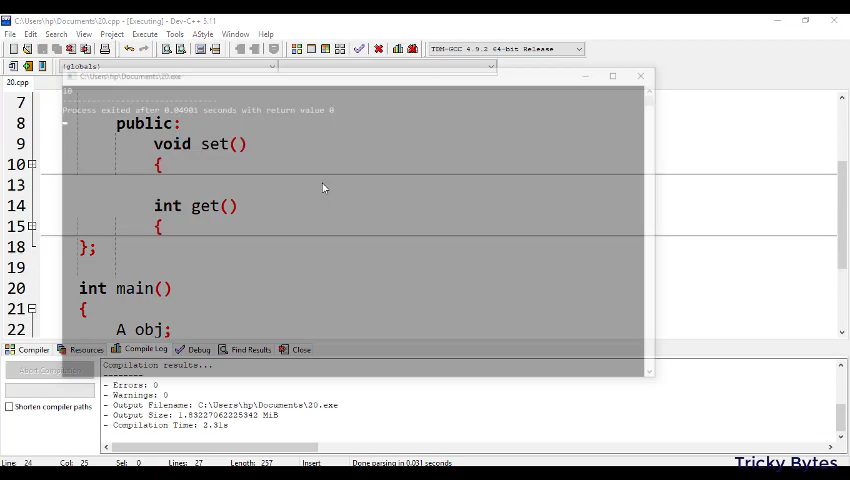 C:\Users\hp\Documents\20.cpp - [Executing] - Dev-C++ 5.11
File Edit Search View Project Execute Tools AStyle Window Help
TDM-GCC 4.9.2 64-bit Release
(globals)
20.cpp
C:\Users\hp\Documents\20.exe
10
--------------------------------
Process exited after 0.04901 seconds with return value 0
7
8 public:
9 void set()
10 {
13
14 int get()
15 {
18 };
19
20 int main()
21 {
22 A obj;
Compiler Resources Compile Log Debug Find Results Close
Abort Compilation
Shorten compiler paths
Compilation results...
--------
- Errors: 0
- Warnings: 0
- Output Filename: C:\Users\hp\Documents\20.exe
- Output Size: 1.83227062225342 MiB
- Compilation Time: 2.31s
Line: 24 Col: 25 Sel: 0 Lines: 27 Length: 257 Insert Done parsing in 0.031 seconds
Tricky Bytes